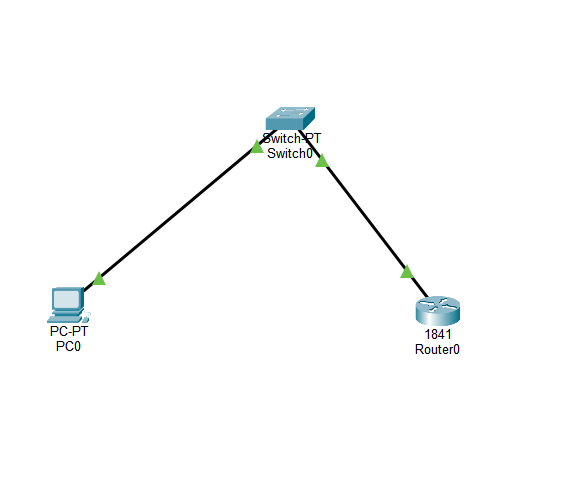 Switch-PT
Switch0
PC-PT
PC0
1841
Router0